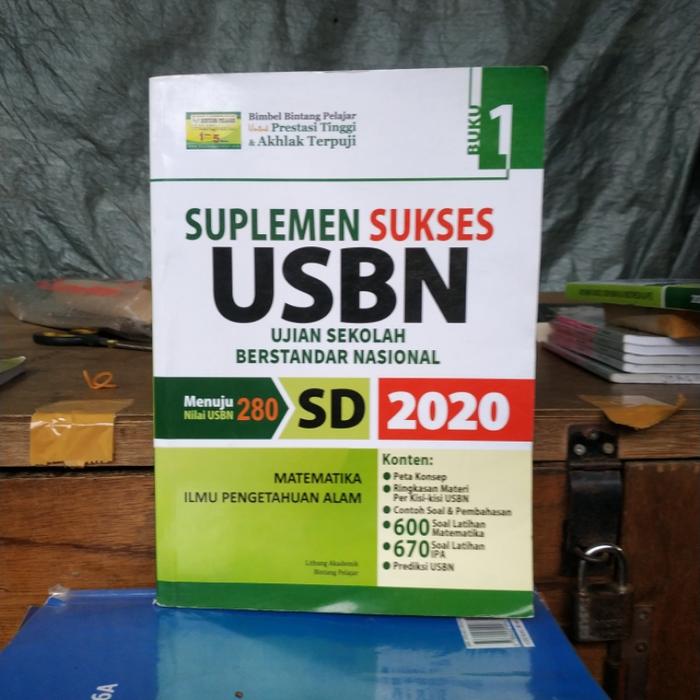 Bimbel Bintang Pelajar
Untuk Prestasi Tinggi
& Akhlak Terpuji
BUKU 1
SUPLEMEN SUKSES
USBN
UJIAN SEKOLAH
BERSTANDAR NASIONAL
Menuju
Nilai USBN 280
SD 2020
MATEMATIKA
ILMU PENGETAHUAN ALAM
Litbang Akademik
Bintang Pelajar
Konten:
Peta Konsep
Ringkasan Materi
Per Kisi-kisi USBN
Contoh Soal & Pembahasan
600 Soal Latihan
Matematika
670 Soal Latihan
IPA
Prediksi USBN
6A